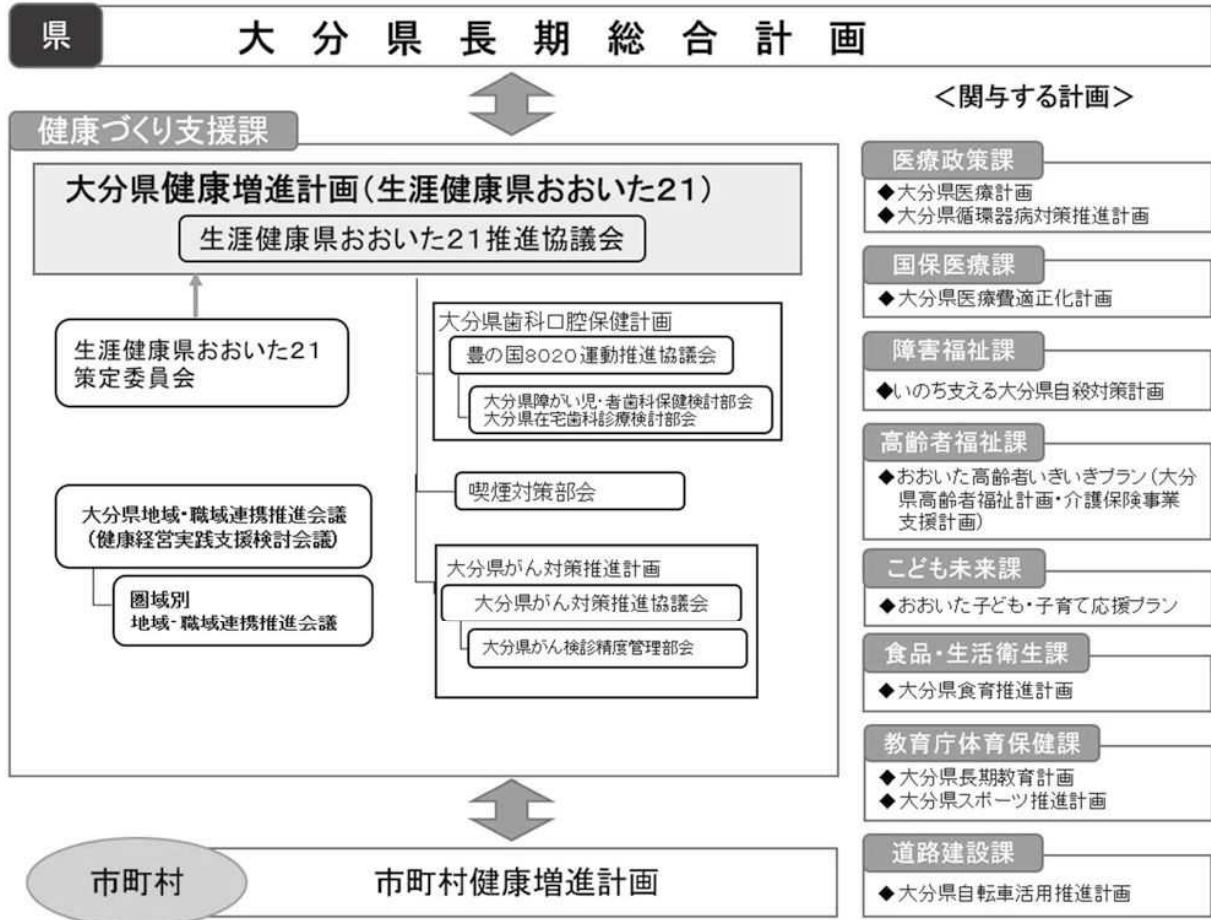 県
大分県長期総合計画
＜関与する計画＞
健康づくり支援課
大分県健康増進計画(生涯健康県おおいた21)
生涯健康県おおいた21推進協議会
生涯健康県おおいた21
策定委員会
大分県地域・職域連携推進会議
(健康経営実践支援検討会議)
圏域別
地域・職域連携推進会議
大分県歯科口腔保健計画
豊の国8020運動推進協議会
大分県障がい児・者歯科保健検討部会
大分県在宅歯科診療検討部会
喫煙対策部会
大分県がん対策推進計画
大分県がん対策推進協議会
大分県がん検診精度管理部会
医療政策課
◆大分県医療計画
◆大分県循環器病対策推進計画
国保医療課
◆大分県医療費適正化計画
障害福祉課
◆いのち支える大分県自殺対策計画
高齢者福祉課
◆おおいた高齢者いきいきプラン(大分
県高齢者福祉計画・介護保険事業
支援計画)
こども未来課
◆おおいた子ども・子育て応援プラン
食品・生活衛生課
◆大分県食育推進計画
教育庁体育保健課
◆大分県長期教育計画
◆大分県スポーツ推進計画
道路建設課
◆大分県自転車活用推進計画
市町村
市町村健康増進計画